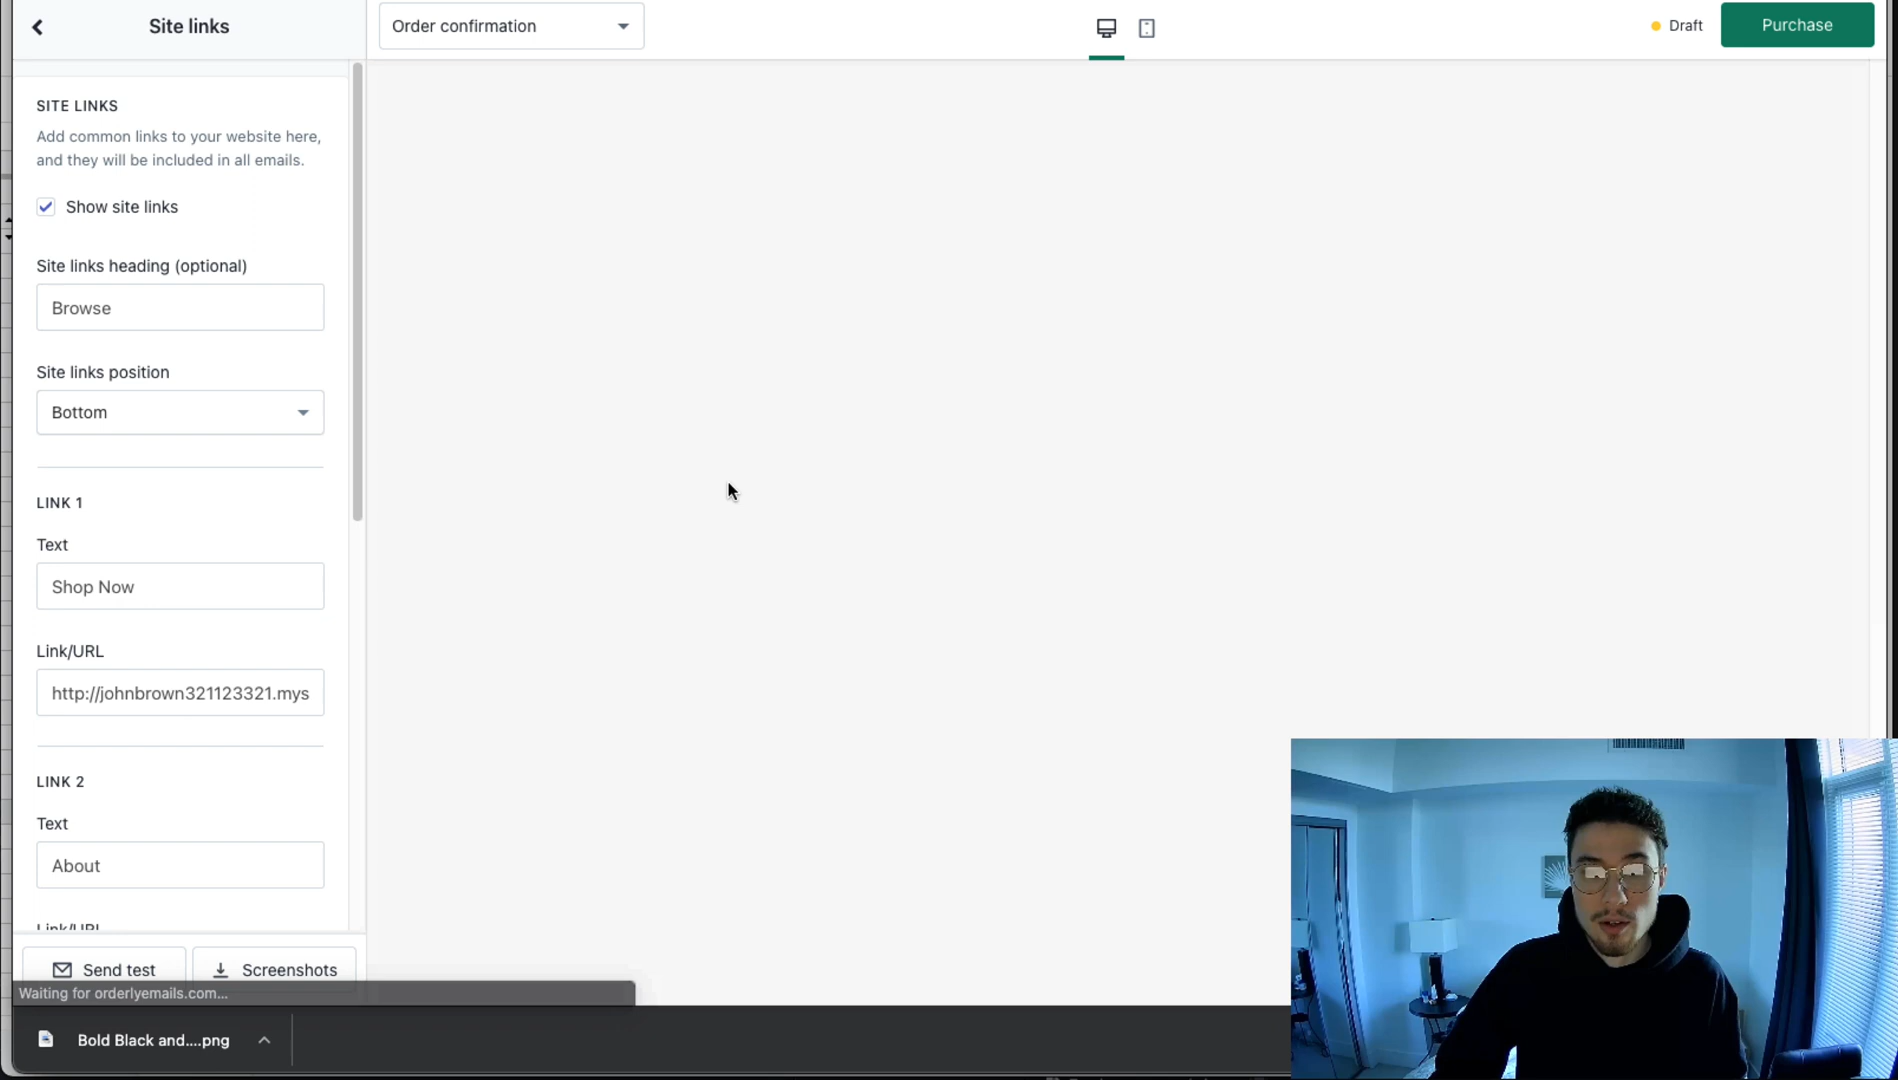 Site links
Order confirmation
Draft
Purchase
SITE LINKS
Add common links to your website here,
and they will be included in all emails.
Show site links
Site links heading (optional)
Browse
Site links position
Bottom
LINK 1
Text
Shop Now
Link/URL
http://johnbrown321123321.mys
LINK 2
Text
About
Link/URL
Send test
Screenshots
Waiting for orderlyemails.com...
Bold Black and....png